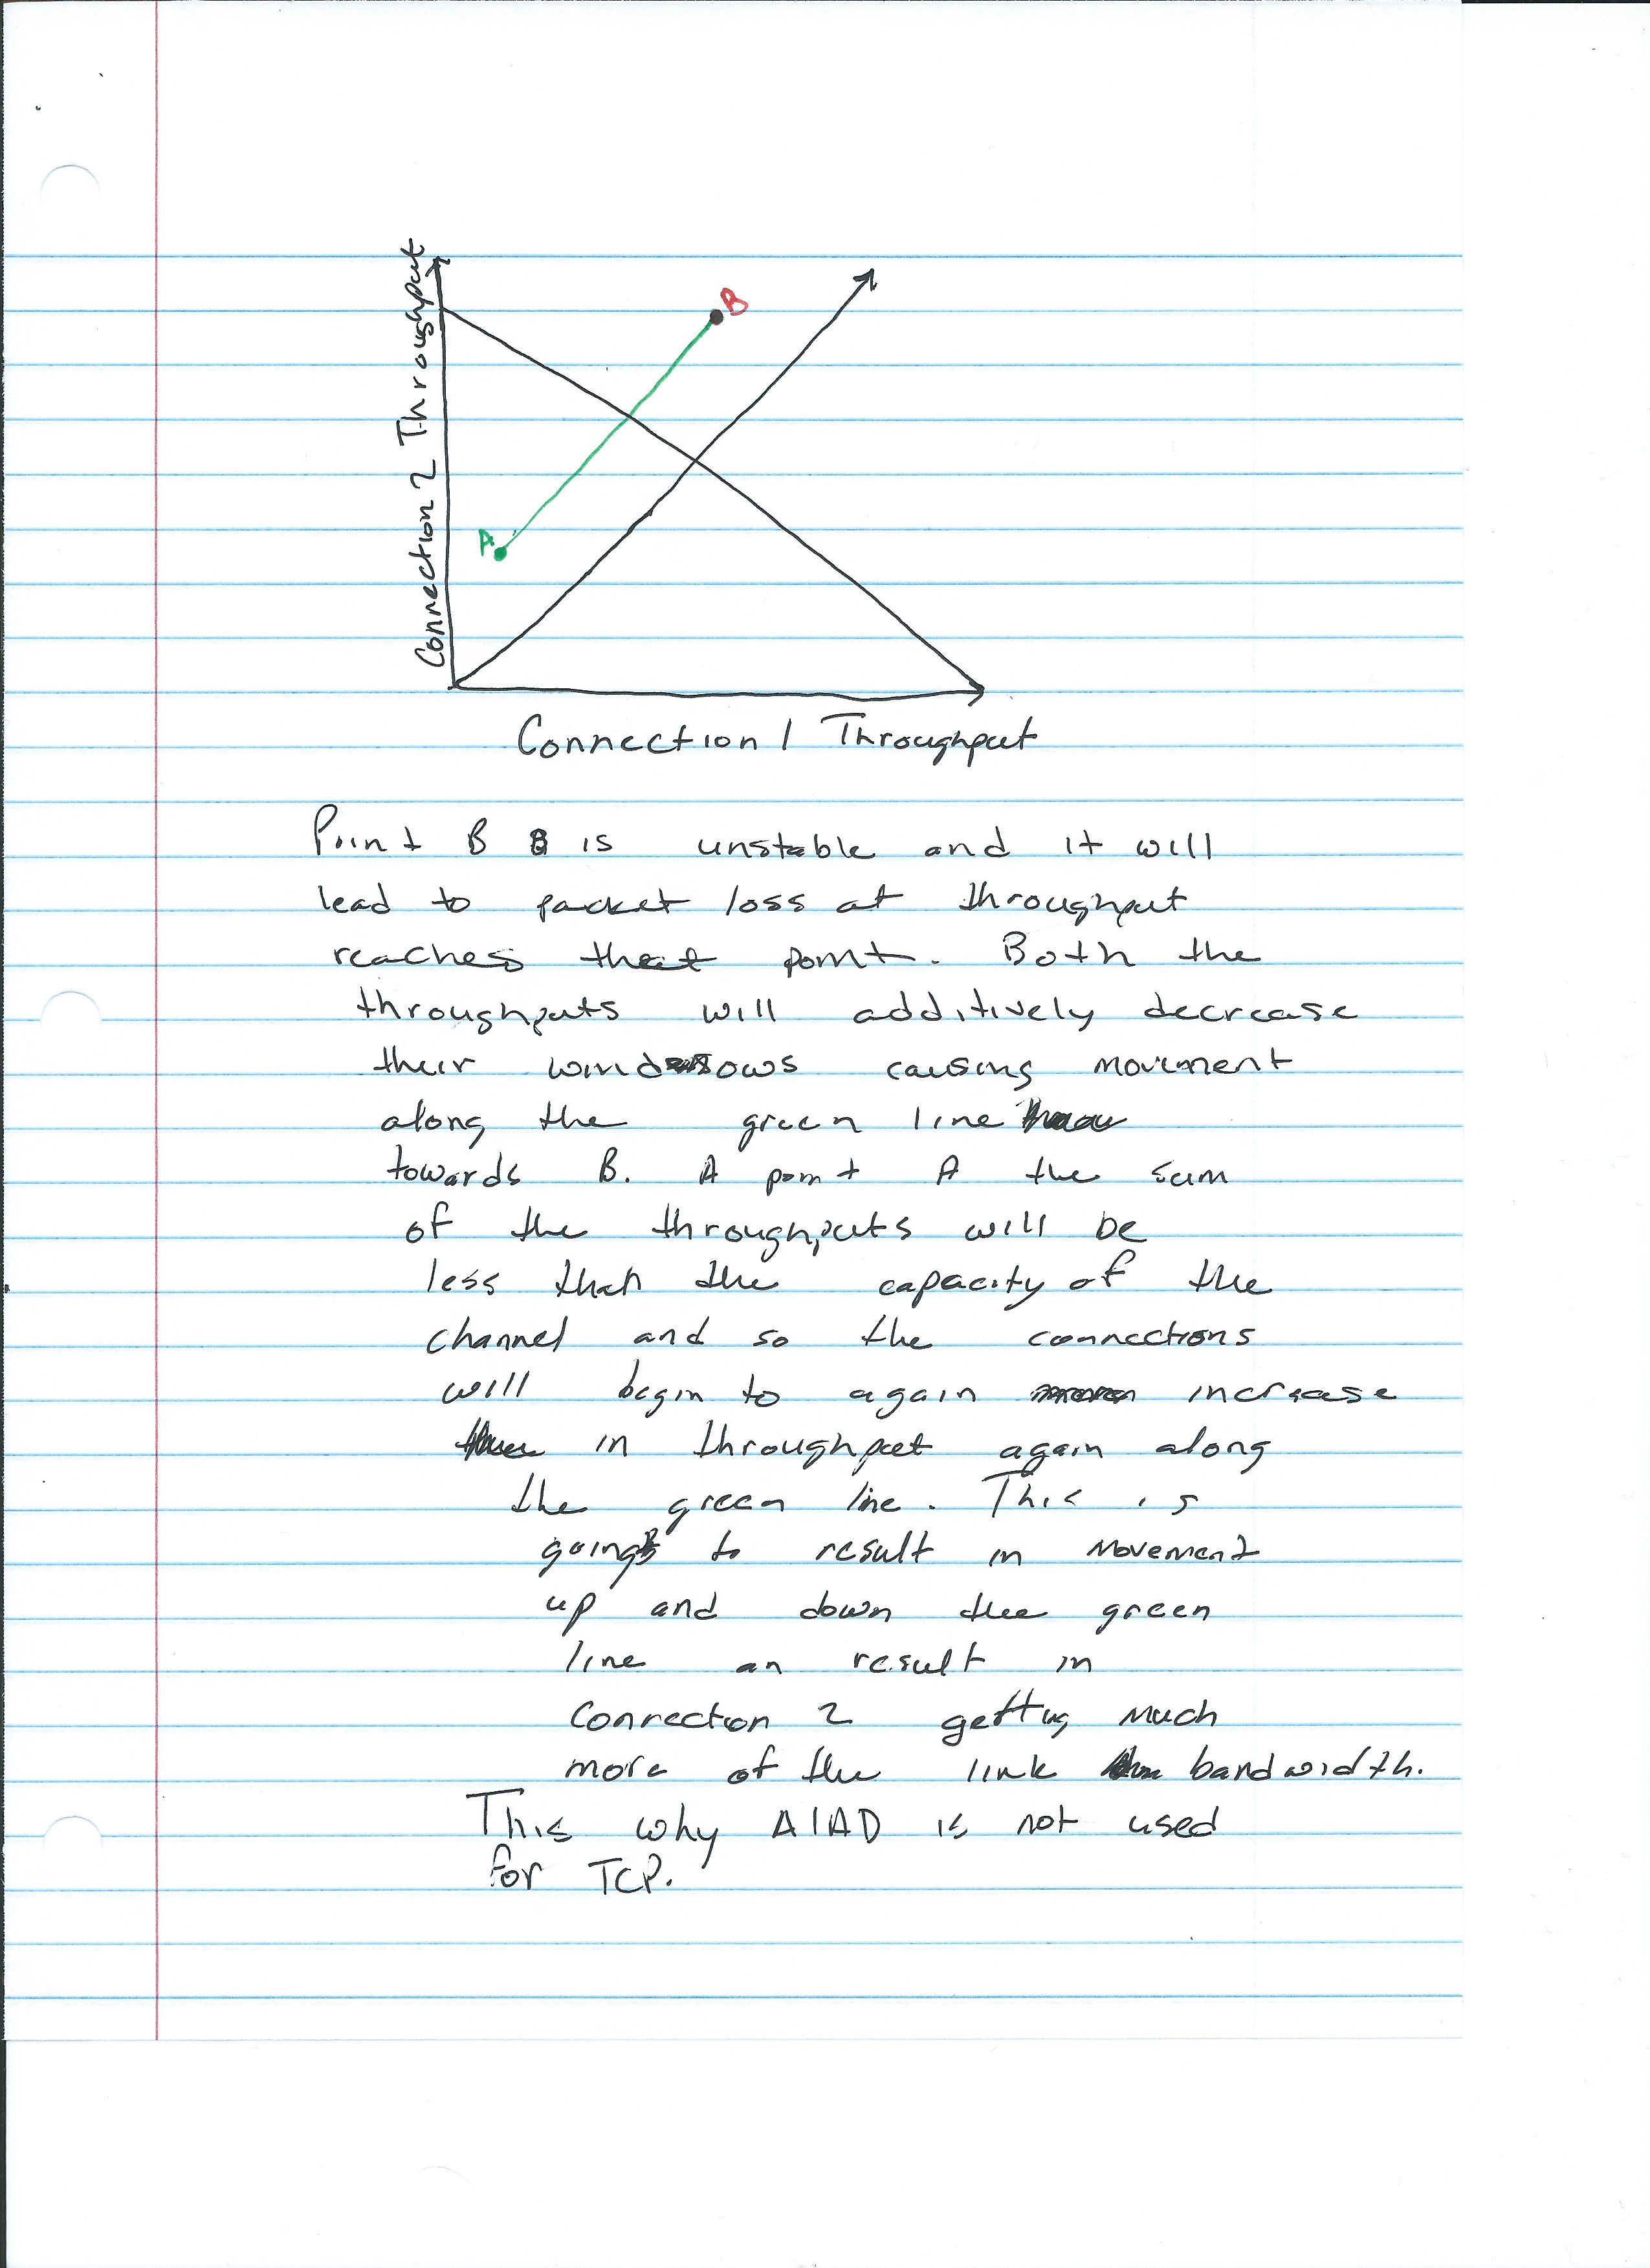 Connection 2 Throughput
B
A
Connection 1 Throughput
Point B is unstable and it will
lead to packet loss at throughput
reaches that point. Both the
throughputs will additively decrease
their windows causing movement
along the green line
towards B. A point A the sum
of the throughputs will be
less than the capacity of the
channel and so the connections
will begin to again increase
in throughput again along
the green line. This is
going to result in movement
up and down the green
line an result in
Connection 2 getting much
more of the link bandwidth.
This why AIAD is not used
for TCP.